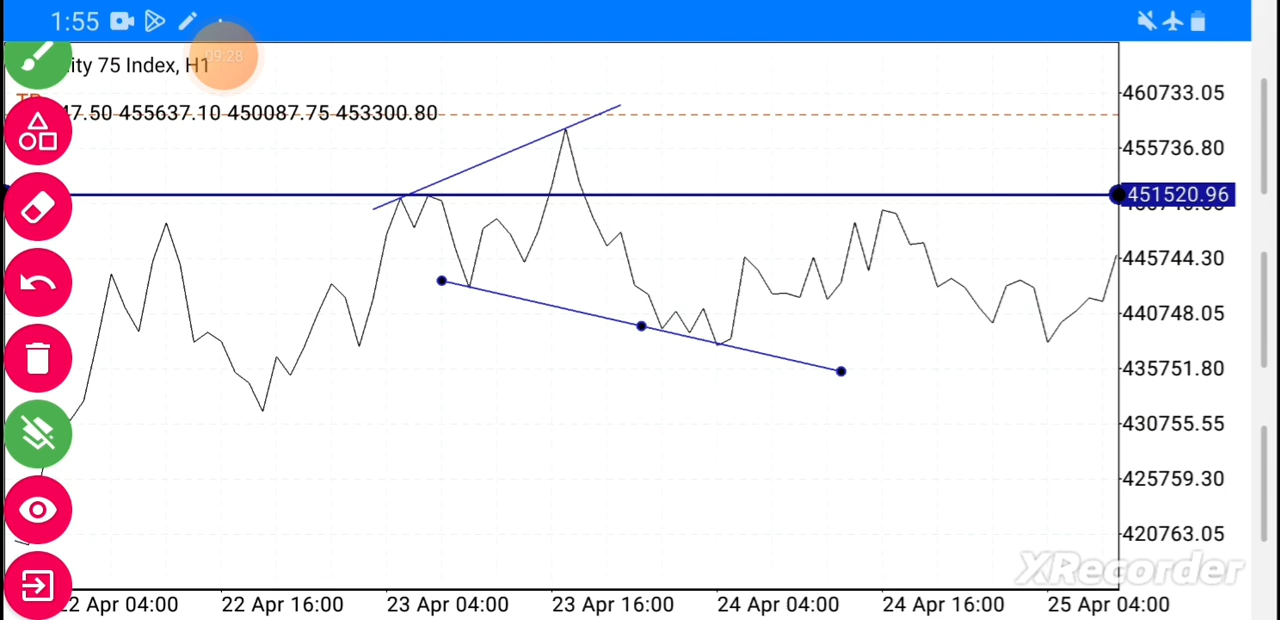 1:55
09:28
ity 75 Index, H1
47.50 455637.10 450087.75 453300.80
460733.05
455736.80
451520.96
445744.30
440748.05
435751.80
430755.55
425759.30
420763.05
XRecorder
22 Apr 04:00 22 Apr 16:00 23 Apr 04:00 23 Apr 16:00 24 Apr 04:00 24 Apr 16:00 25 Apr 04:00